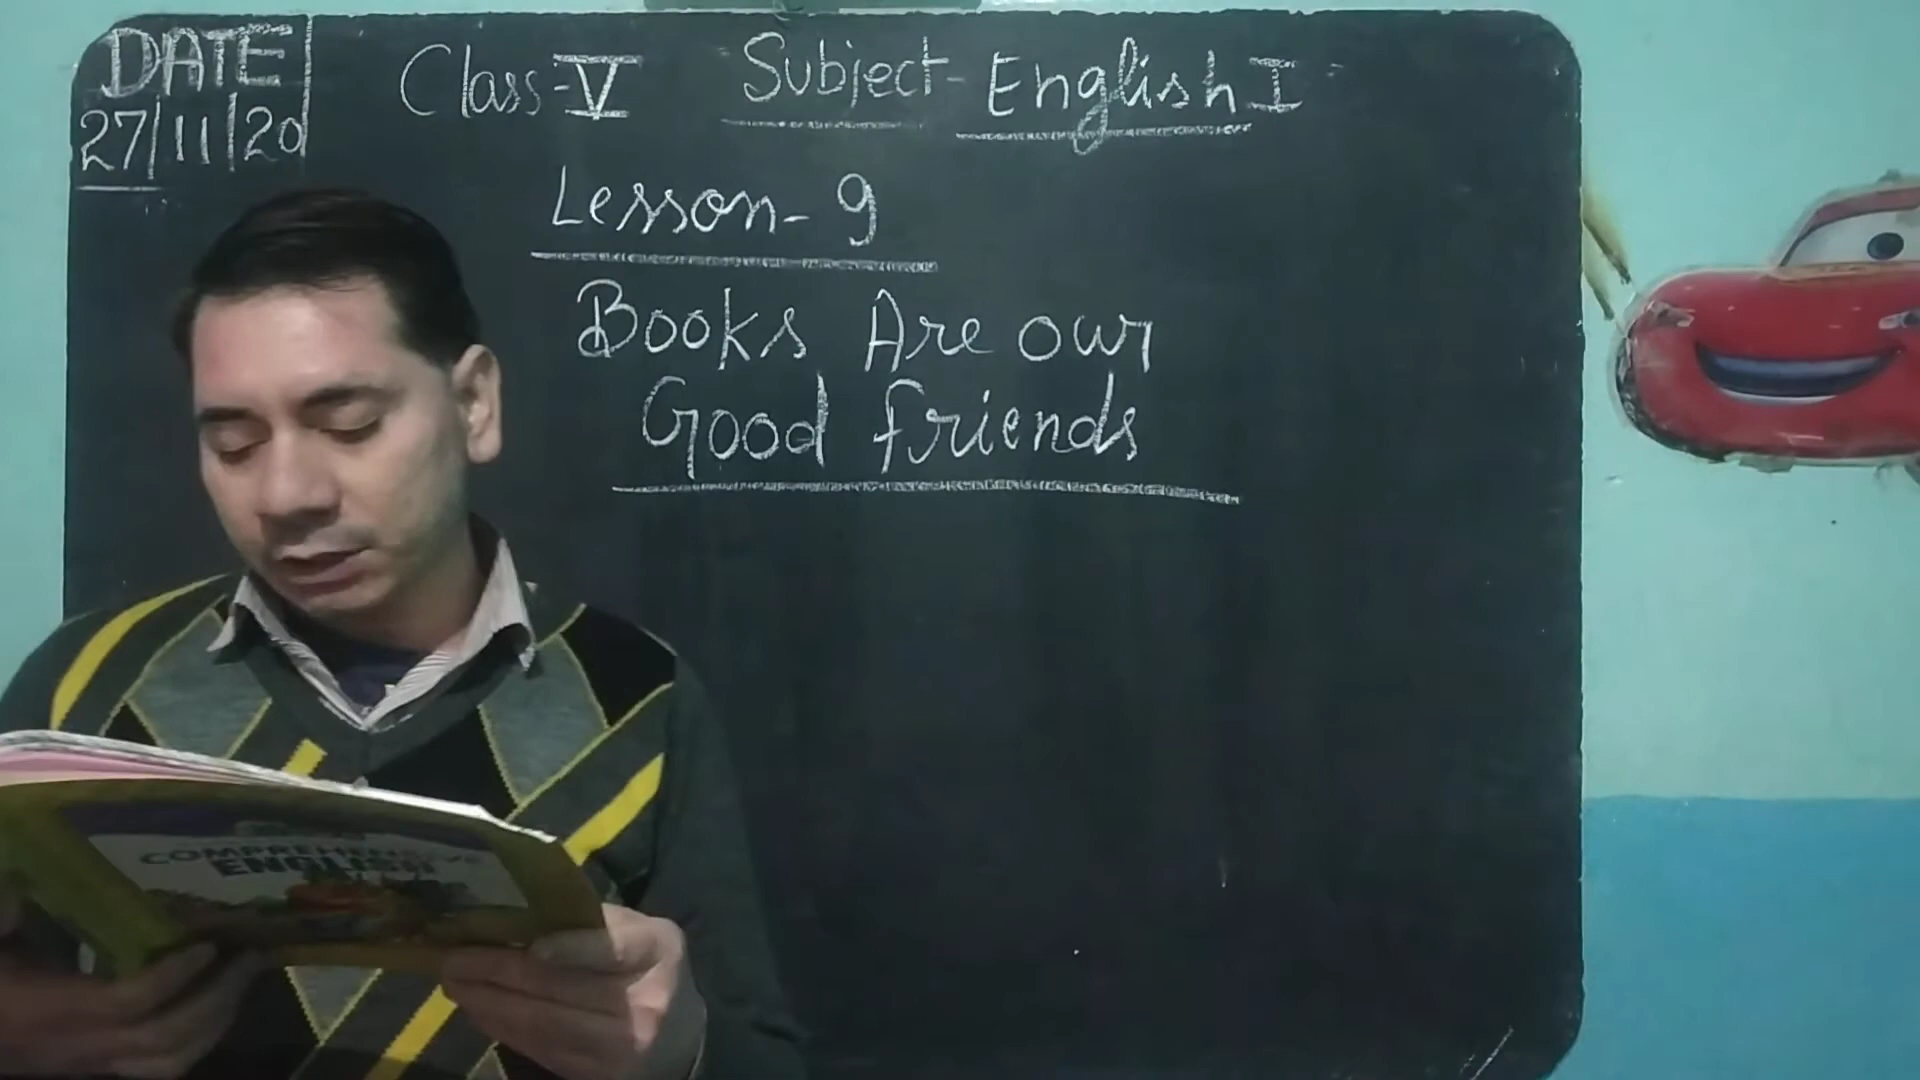 DATE
27/11/20
Class-V Subject- English I
Lesson-9
Books Are our
Good friends
COMPREHENSIVE
ENGLISH